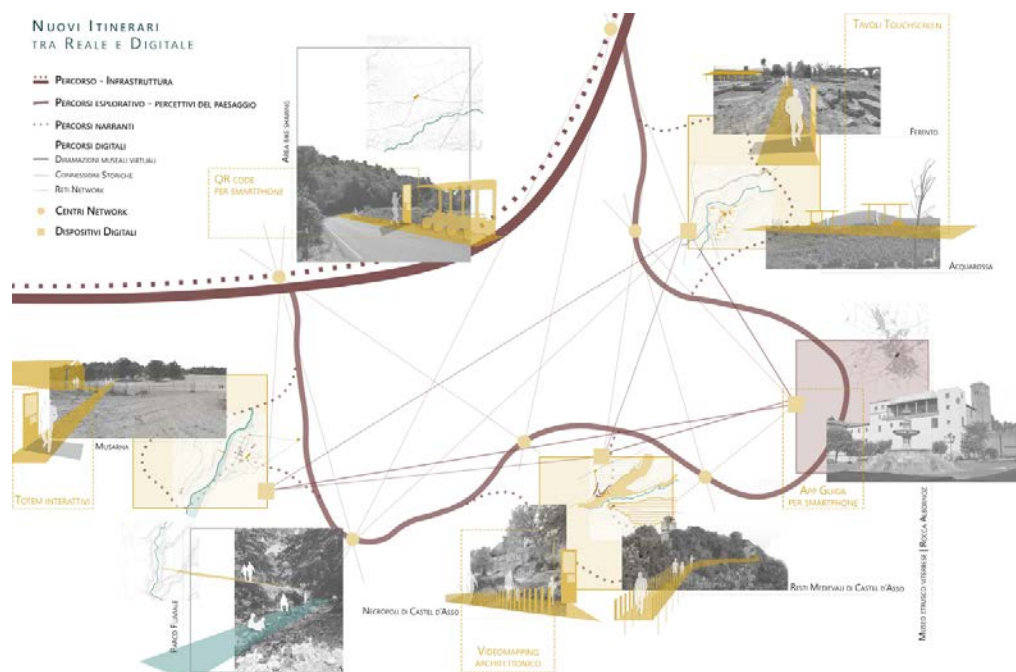 NUOVI ITINERARI
TRA REALE E DIGITALE
PERCORSO - INFRASTRUTTURA
PERCORSI ESPLORATIVO - PERCETTIVI DEL PAESAGGIO
PERCORSI NARRANTI
PERCORSI DIGITALI
DIRAMAZIONI MUSEALI VIRTUALI
CONNESSIONI STORICHE
RETI NETWORK
CENTRI NETWORK
DISPOSITIVI DIGITALI
AREA BIKE SHARING
QR CODE
PER SMARTPHONE
TAVOLI TOUCHSCREEN
FERENTO
ACQUAROSSA
MUSARNA
TOTEM INTERATTIVI
PARCO FLUVIALE
NECROPOLI DI CASTEL D'ASSO
VIDEOMAPPING
ARCHITETTONICO
RESTI MEDIEVALI DI CASTEL D'ASSO
APP GUIDA
PER SMARTPHONE
MUSEO ETRUSCO VITERBESE | ROCCA ALBORNOZ